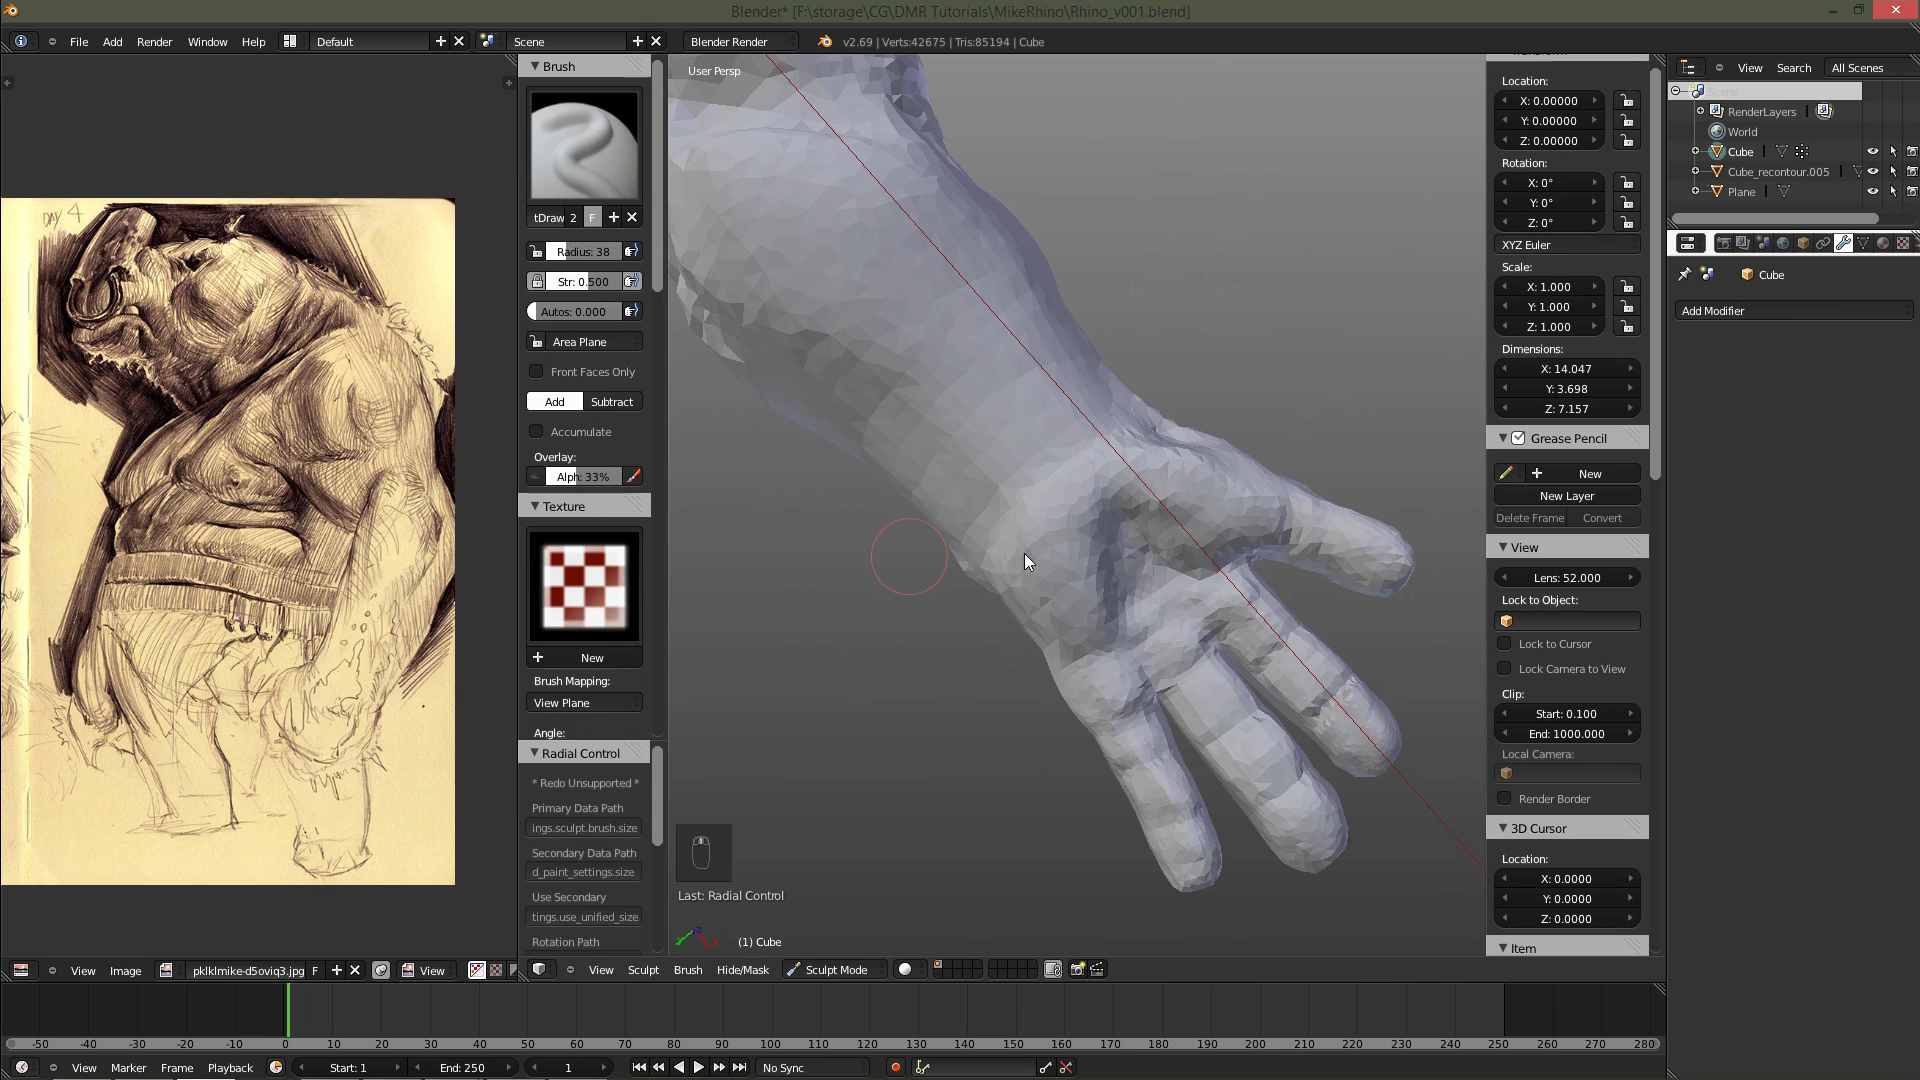 Blender* [F:\storage\CG\DMR Tutorials\MikeRhino\Rhino_v001.blend]
File Add Render Window Help Default Scene Blender Render v2.69 | Verts:42675 | Tris:85194 | Cube
DAY 4
Brush
tDraw 2 F
Radius: 38
Str: 0.500
Autos: 0.000
Area Plane
Front Faces Only
Add Subtract
Accumulate
Overlay:
Alph: 33%
Texture
New
Brush Mapping:
View Plane
Angle:
Radial Control
* Redo Unsupported *
Primary Data Path
ings.sculpt.brush.size
Secondary Data Path
d_paint_settings.size
Use Secondary
tings.use_unified_size
Rotation Path
User Persp
Last: Radial Control
(1) Cube
Location:
X: 0.00000
Y: 0.00000
Z: 0.00000
Rotation:
X: 0°
Y: 0°
Z: 0°
XYZ Euler
Scale:
X: 1.000
Y: 1.000
Z: 1.000
Dimensions:
X: 14.047
Y: 3.698
Z: 7.157
Grease Pencil
New
New Layer
Delete Frame Convert
View
Lens: 52.000
Lock to Object:
Lock to Cursor
Lock Camera to View
Clip:
Start: 0.100
End: 1000.000
Local Camera:
Render Border
3D Cursor
Location:
X: 0.0000
Y: 0.0000
Z: 0.0000
Item
View Search All Scenes
Scene
RenderLayers
World
Cube
Cube_recontour.005
Plane
Cube
Add Modifier
View Image pklklmike-d5oviq3.jpg F View
View Sculpt Brush Hide/Mask Sculpt Mode
-50 -40 -30 -20 -10 0 10 20 30 40 50 60 70 80 90 100 110 120 130 140 150 160 170 180 190 200 210 220 230 240 250 260 270 280
View Marker Frame Playback Start: 1 End: 250 1 No Sync